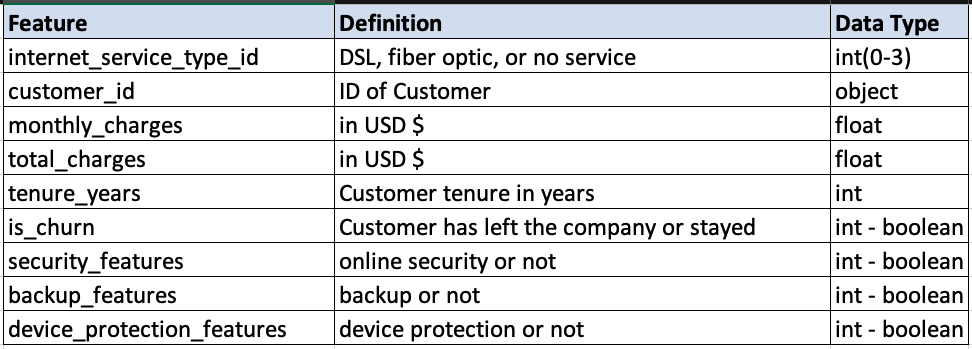 Feature Definition Data Type
internet_service_type_id DSL, fiber optic, or no service int(0-3)
customer_id ID of Customer object
monthly_charges in USD $ float
total_charges in USD $ float
tenure_years Customer tenure in years int
is_churn Customer has left the company or stayed int - boolean
security_features online security or not int - boolean
backup_features backup or not int - boolean
device_protection_features device protection or not int - boolean